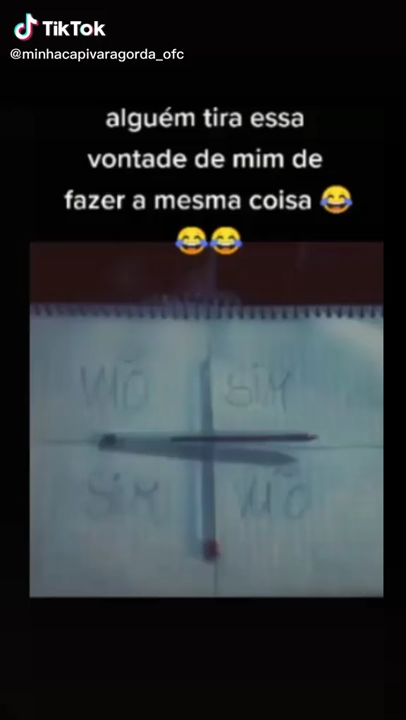 TikTok
@minhacapivaragorda_ofc
alguém tira essa
vontade de mim de
fazer a mesma coisa 😂
😂😂
NÃO SIM
SIM NÃO